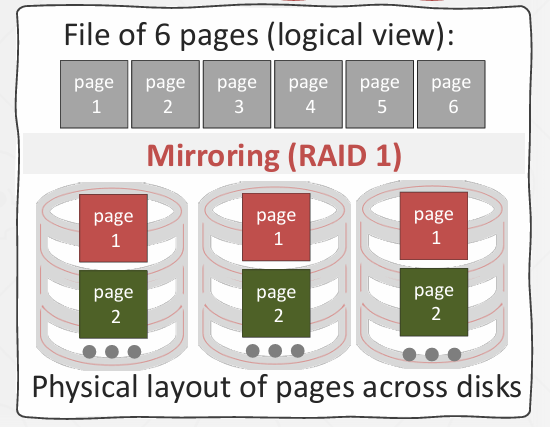 File of 6 pages (logical view):
page page page page page page
1 2 3 4 5 6
Mirroring (RAID 1)
page page page
1 1 1
page page page
2 2 2
Physical layout of pages across disks